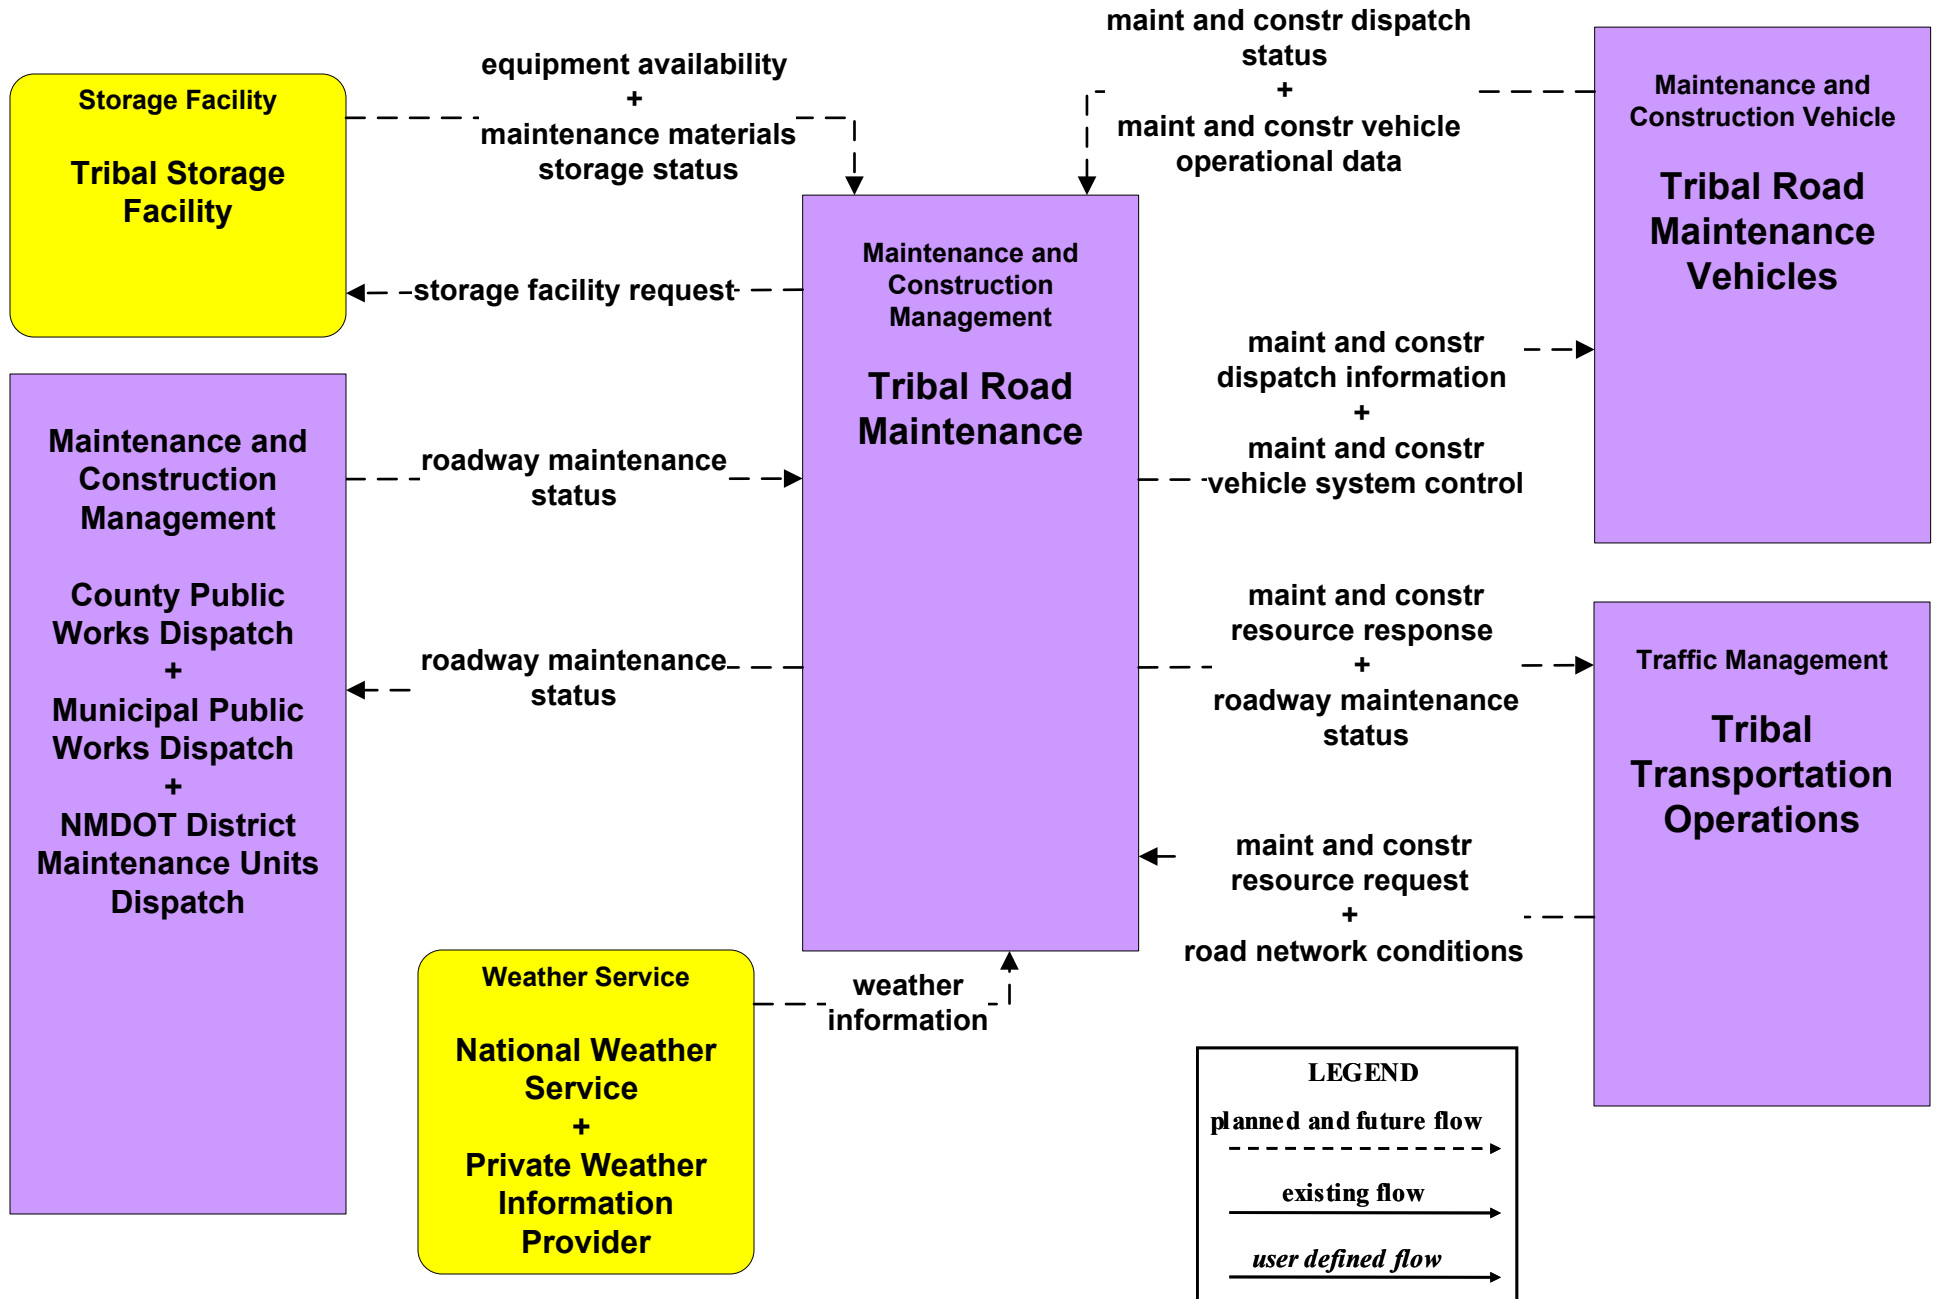 Storage Facility
Tribal Storage
Facility
equipment availability
+
maintenance materials
storage status
storage facility request
Maintenance and
Construction
Management
County Public
Works Dispatch
+
Municipal Public
Works Dispatch
+
NMDOT District
Maintenance Units
Dispatch
roadway maintenance
status
roadway maintenance
status
Maintenance and
Construction
Management
Tribal Road
Maintenance
Weather Service
National Weather
Service
+
Private Weather
Information
Provider
weather
information
maint and constr dispatch
status
+
maint and constr vehicle
operational data
Maintenance and
Construction Vehicle
Tribal Road
Maintenance
Vehicles
maint and constr
dispatch information
+
maint and constr
vehicle system control
maint and constr
resource response
+
roadway maintenance
status
Traffic Management
Tribal
Transportation
Operations
maint and constr
resource request
+
road network conditions
LEGEND
planned and future flow
existing flow
user defined flow